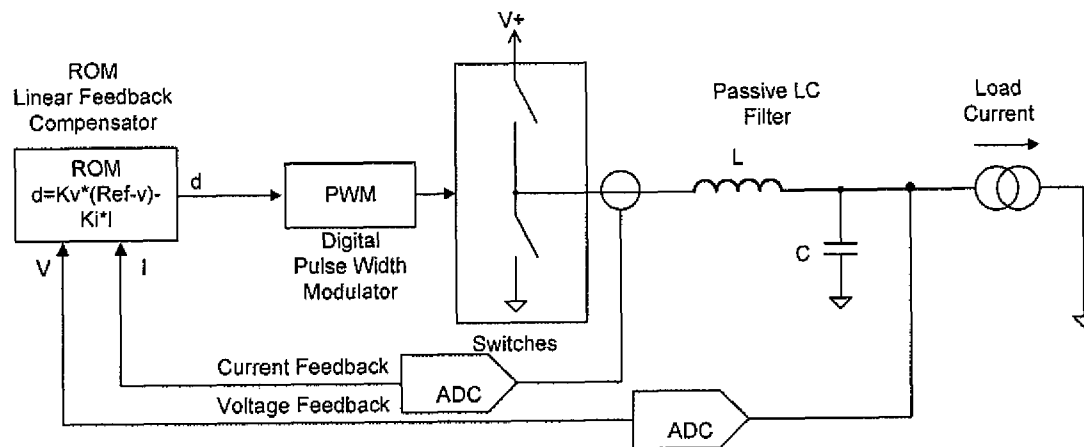 V+
ROM
Linear Feedback
Compensator
ROM
d=Kv*(Ref-v)-
Ki*I
d
PWM
Digital
Pulse Width
Modulator
Switches
Passive LC
Filter
L
C
Load
Current
V
I
Current Feedback
ADC
Voltage Feedback
ADC